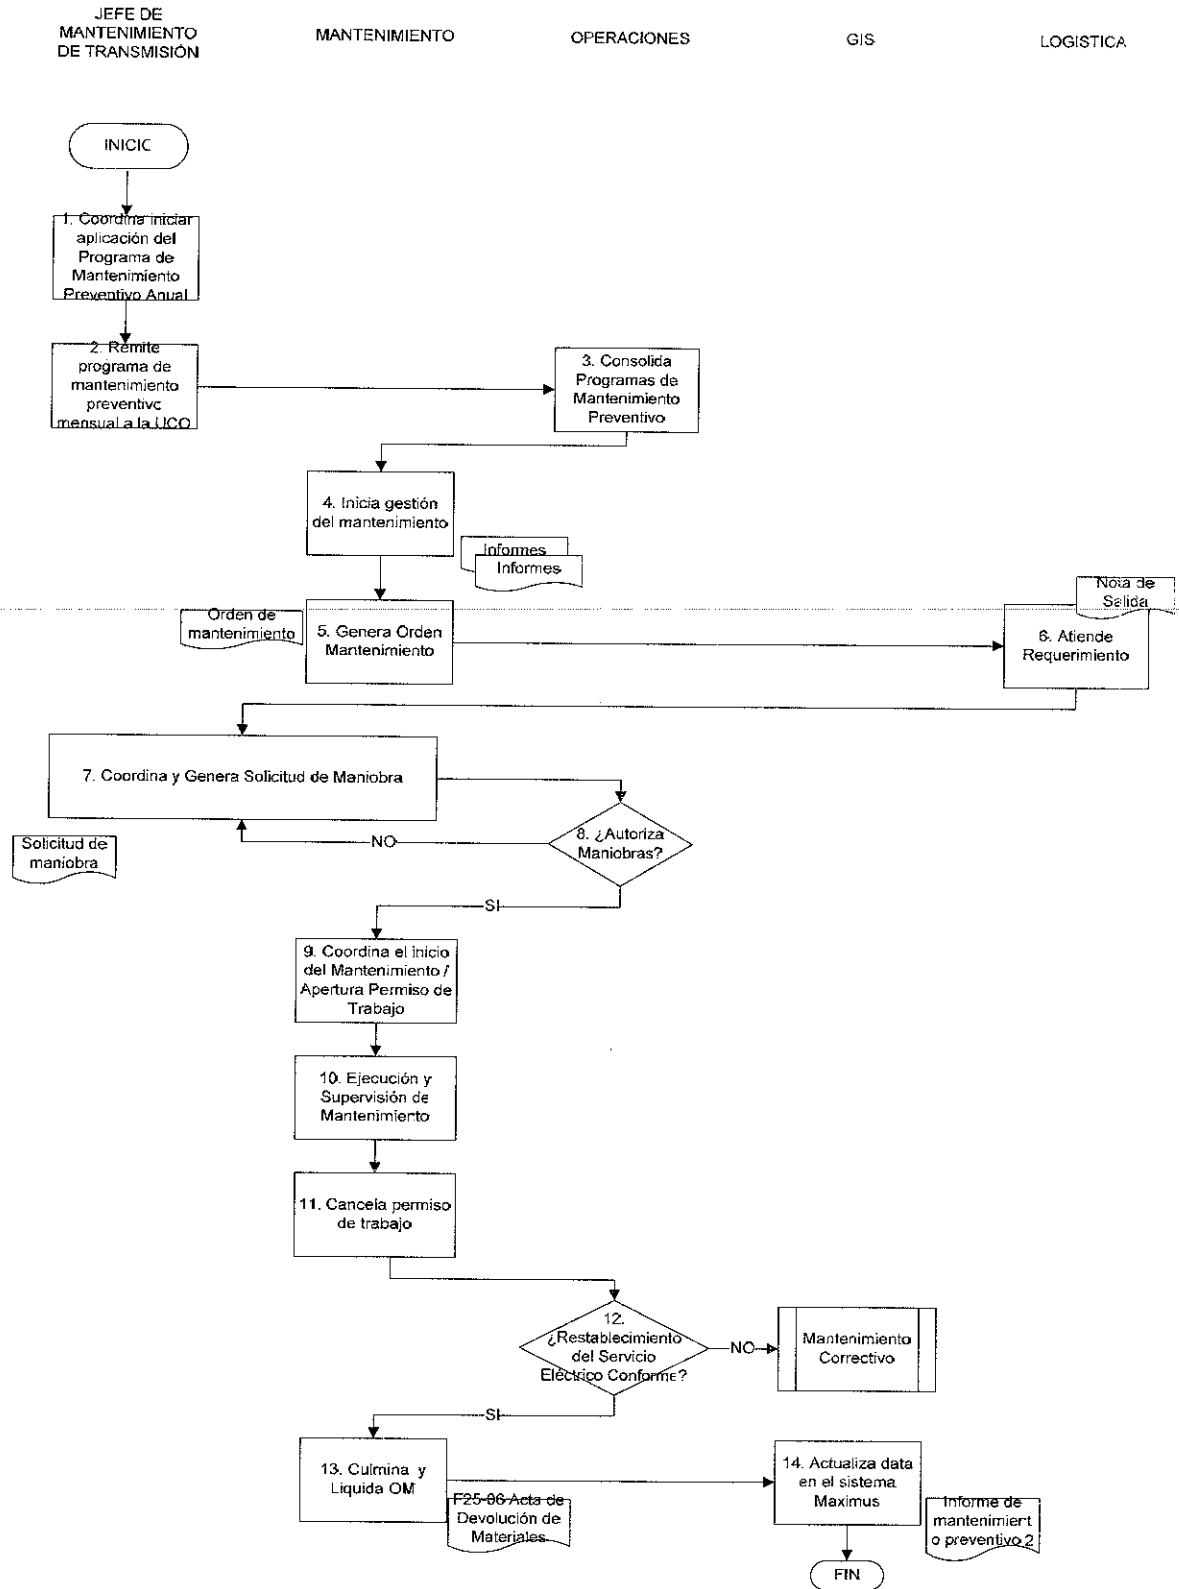 JEFE DE
MANTENIMIENTO
DE TRANSMISIÓN
MANTENIMIENTO
OPERACIONES
GIS
LOGISTICA
INICIO
1. Coordina iniciar
aplicación del
Programa de
Mantenimiento
Preventivo Anual
2. Remite
programa de
mantenimiento
preventivo
mensual a la UCO
3. Consolida
Programas de
Mantenimiento
Preventivo
4. Inicia gestión
del mantenimiento
Informes
Informes
Orden de
mantenimiento
5. Genera Orden
Mantenimiento
Nota de
Salida
6. Atiende
Requerimiento
7. Coordina y Genera Solicitud de Maniobra
Solicitud de
maniobra
NO
8. ¿Autoriza
Maniobras?
SI
9. Coordina el inicio
del Mantenimiento /
Apertura Permiso de
Trabajo
10. Ejecución y
Supervisión de
Mantenimiento
11. Cancela permiso
de trabajo
12.
¿Restablecimiento
del Servicio
Eléctrico Conforme?
NO
Mantenimiento
Correctivo
SI
13. Culmina y
Liquida OM
F25-06 Acta de
Devolución de
Materiales
14. Actualiza data
en el sistema
Maximus
Informe de
mantenimient
o preventivo 2
FIN